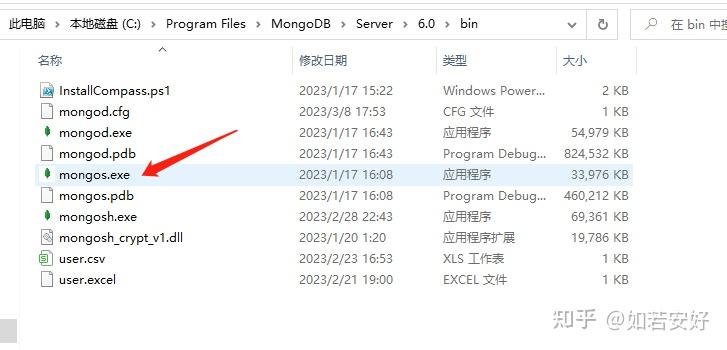 此电脑 > 本地磁盘 (C:) > Program Files > MongoDB > Server > 6.0 > bin
在 bin 中搜
名称 修改日期 类型 大小
InstallCompass.ps1 2023/1/17 15:22 Windows Power... 2 KB
mongod.cfg 2023/3/8 17:53 CFG 文件 1 KB
mongod.exe 2023/1/17 16:43 应用程序 54,979 KB
mongod.pdb 2023/1/17 16:43 Program Debug... 824,532 KB
mongos.exe 2023/1/17 16:08 应用程序 33,976 KB
mongos.pdb 2023/1/17 16:08 Program Debug... 460,212 KB
mongosh.exe 2023/2/28 22:43 应用程序 69,361 KB
mongosh_crypt_v1.dll 2023/1/20 1:20 应用程序扩展 19,786 KB
user.csv 2023/2/23 16:53 XLS 工作表 1 KB
user.excel 2023/2/21 19:00 EXCEL 文件 1 KB
知乎 @如若安好